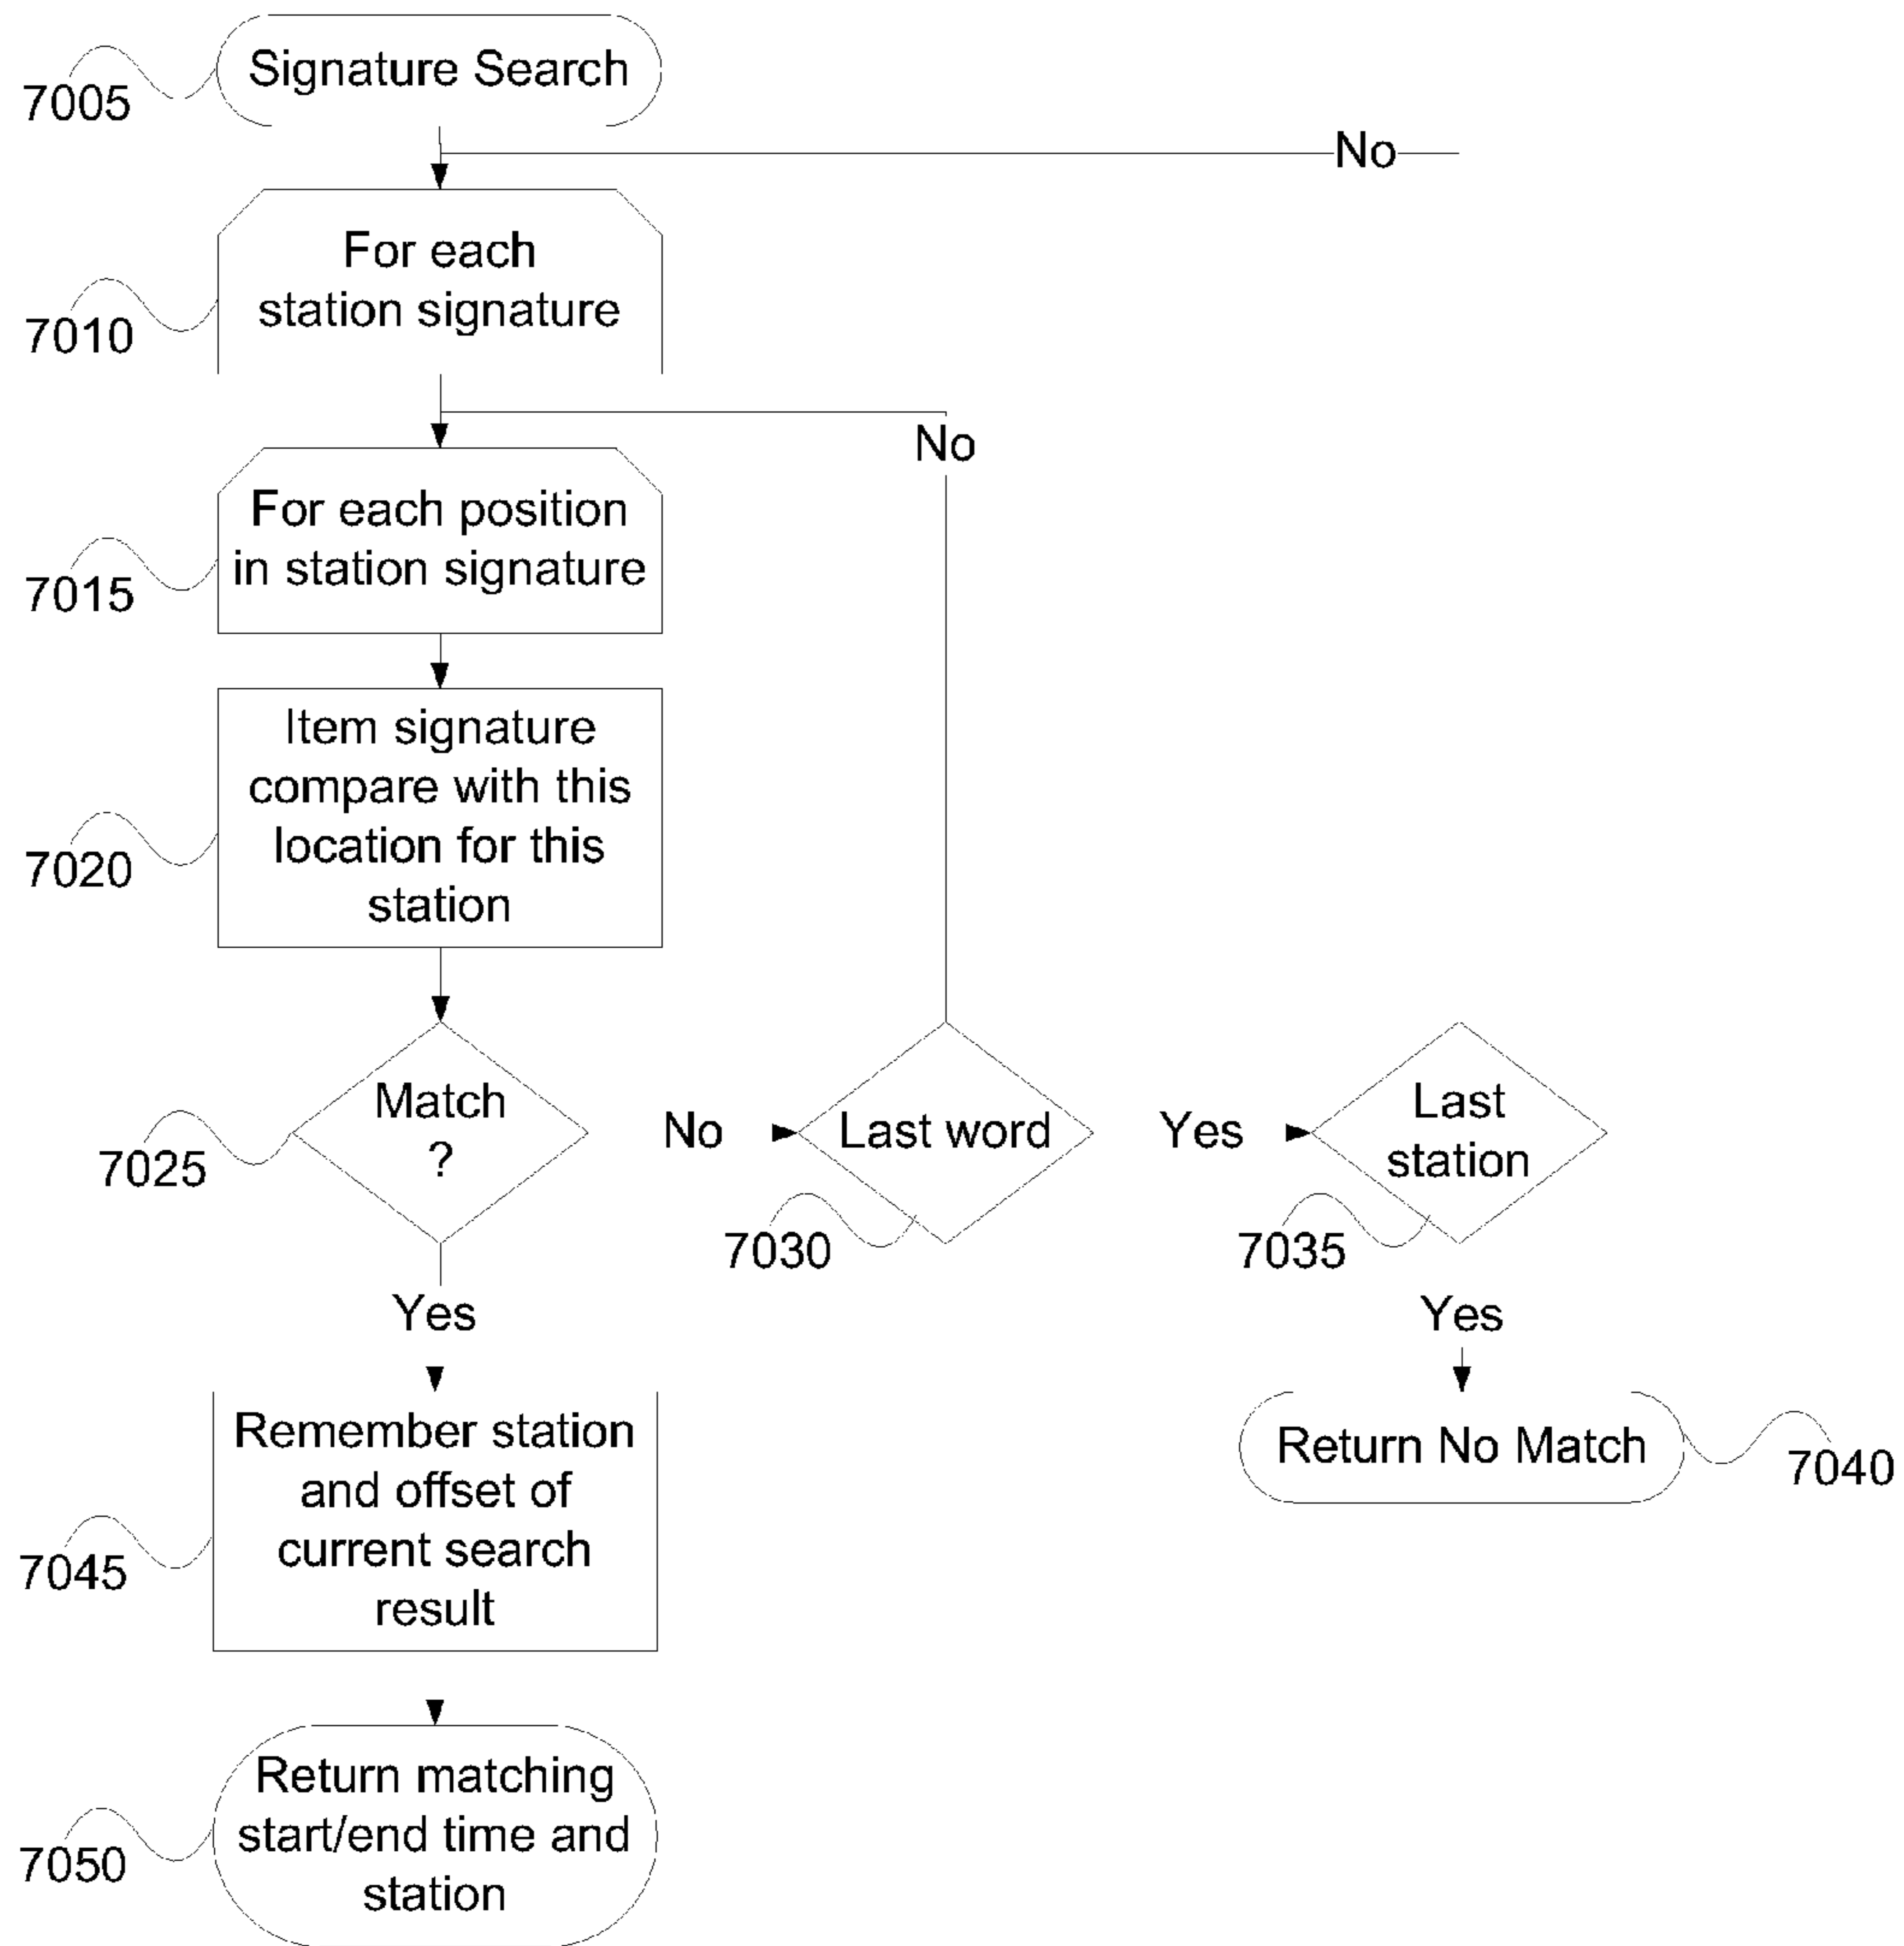 Signature Search
7005
No
For each
station signature
7010
No
For each position
in station signature
7015
Item signature
compare with this
location for this
station
7020
Match
?
7025
No
Last word
7030
Yes
Last
station
7035
Yes
Yes
Remember station
and offset of
current search
result
7045
Return No Match
7040
Return matching
start/end time and
station
7050